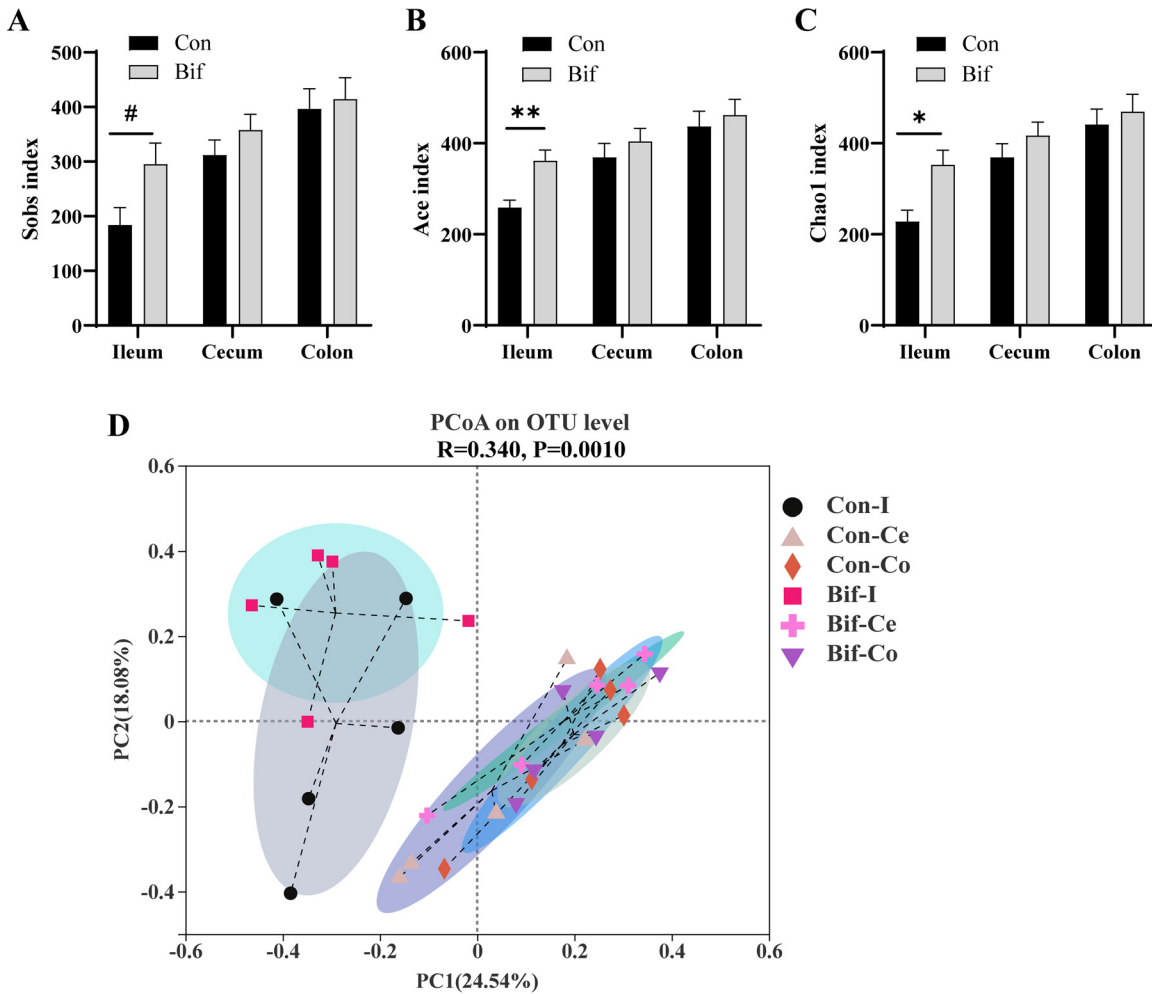 A
Con
Bif
500
400
300
200
100
0
Sobs index
#
Ileum
Cecum
Colon
B
Con
Bif
600
400
200
0
Ace index
**
Ileum
Cecum
Colon
C
Con
Bif
600
400
200
0
Chao1 index
*
Ileum
Cecum
Colon
D
PCoA on OTU level
R=0.340, P=0.0010
0.6
0.4
0.2
0
-0.2
-0.4
PC2(18.08%)
-0.6
-0.4
-0.2
0
0.2
0.4
0.6
PC1(24.54%)
Con-I
Con-Ce
Con-Co
Bif-I
Bif-Ce
Bif-Co